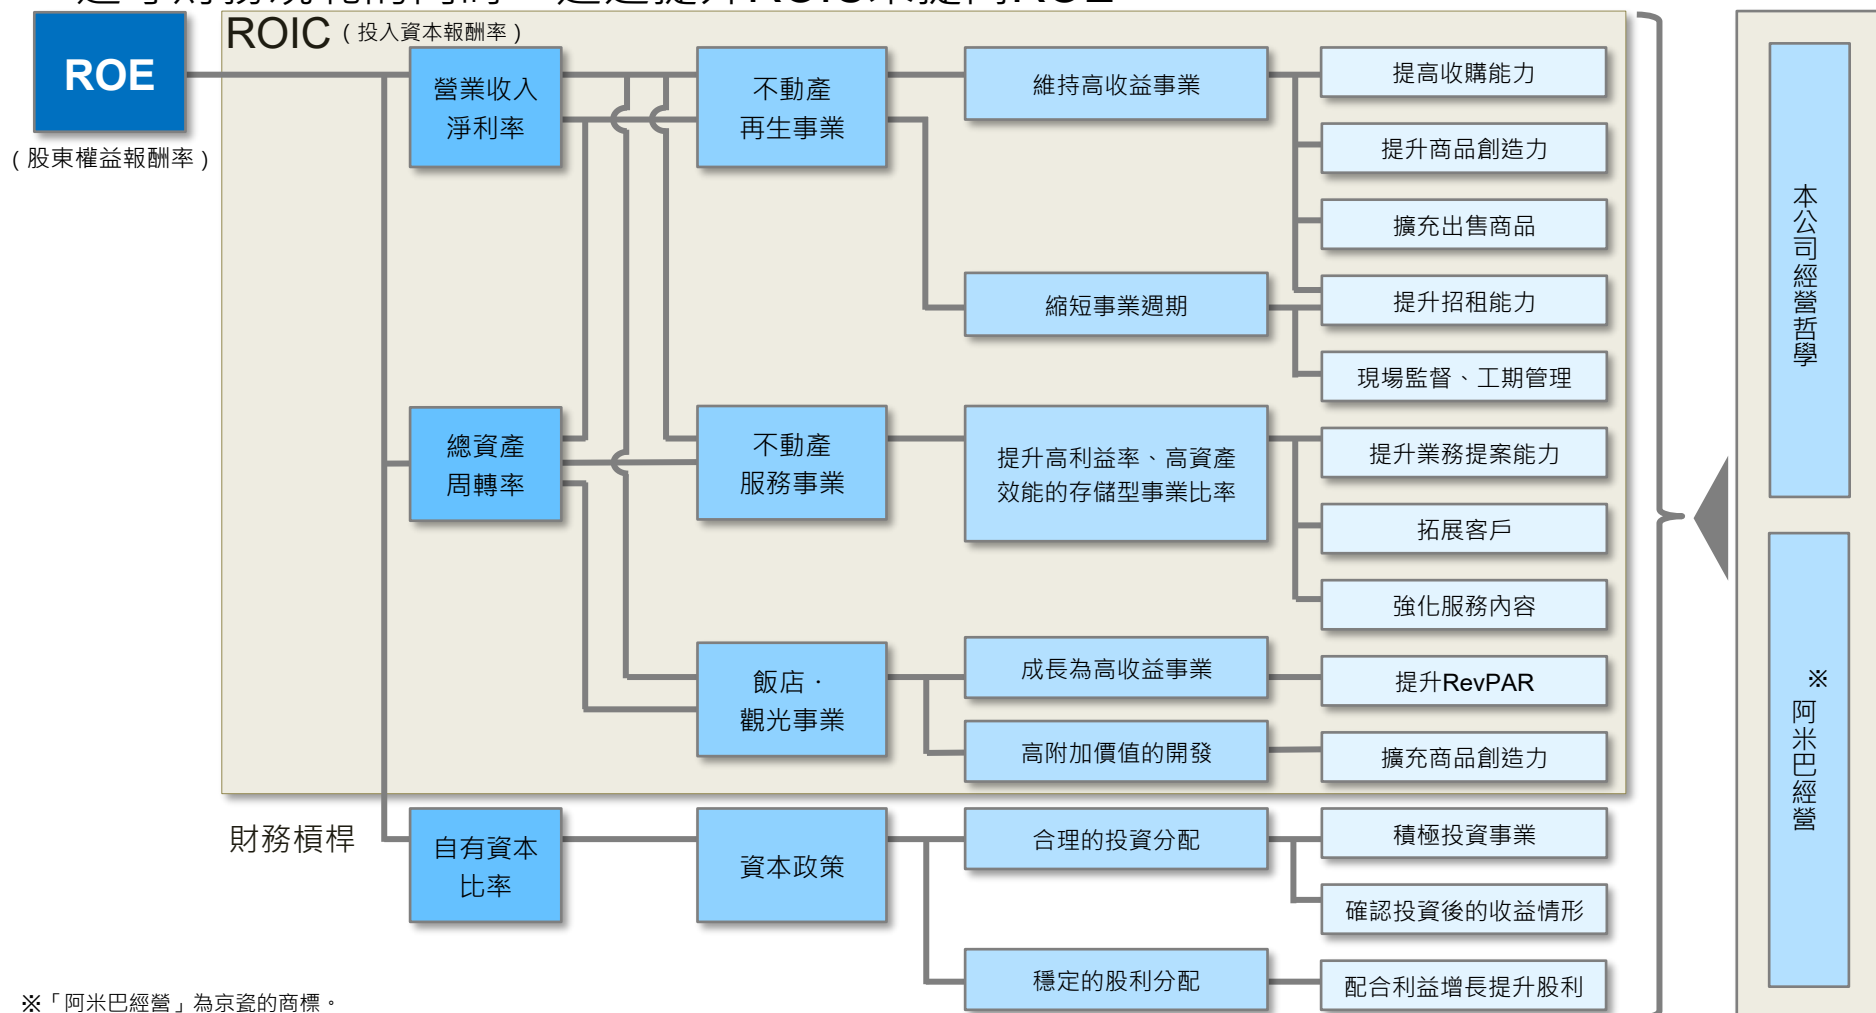 ROIC（投入資本報酬率）
ROE
（股東權益報酬率）
營業收入
淨利率
不動產
再生事業
維持高收益事業
提高收購能力
提升商品創造力
擴充出售商品
縮短事業週期
提升招租能力
現場監督、工期管理
總資產
周轉率
不動產
服務事業
提升高利益率、高資產
效能的存儲型事業比率
提升業務提案能力
拓展客戶
強化服務內容
飯店．
觀光事業
成長為高收益事業
提升RevPAR
高附加價值的開發
擴充商品創造力
財務槓桿
自有資本
比率
資本政策
合理的投資分配
積極投資事業
確認投資後的收益情形
穩定的股利分配
配合利益增長提升股利
本公司經營哲學
※
阿米巴經營
※「阿米巴經營」為京瓷的商標。